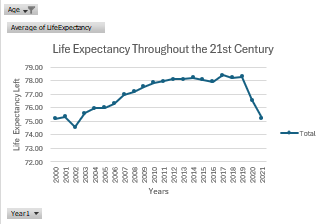 Age
Average of LifeExpectancy
Life Expectancy Throughout the 21st Century
Life Expectancy Left
79.00
78.00
77.00
76.00
75.00
74.00
73.00
72.00
2000 2001 2002 2003 2004 2005 2006 2007 2008 2009 2010 2011 2012 2013 2014 2015 2016 2017 2018 2019 2020 2021
Years
Total
Year1